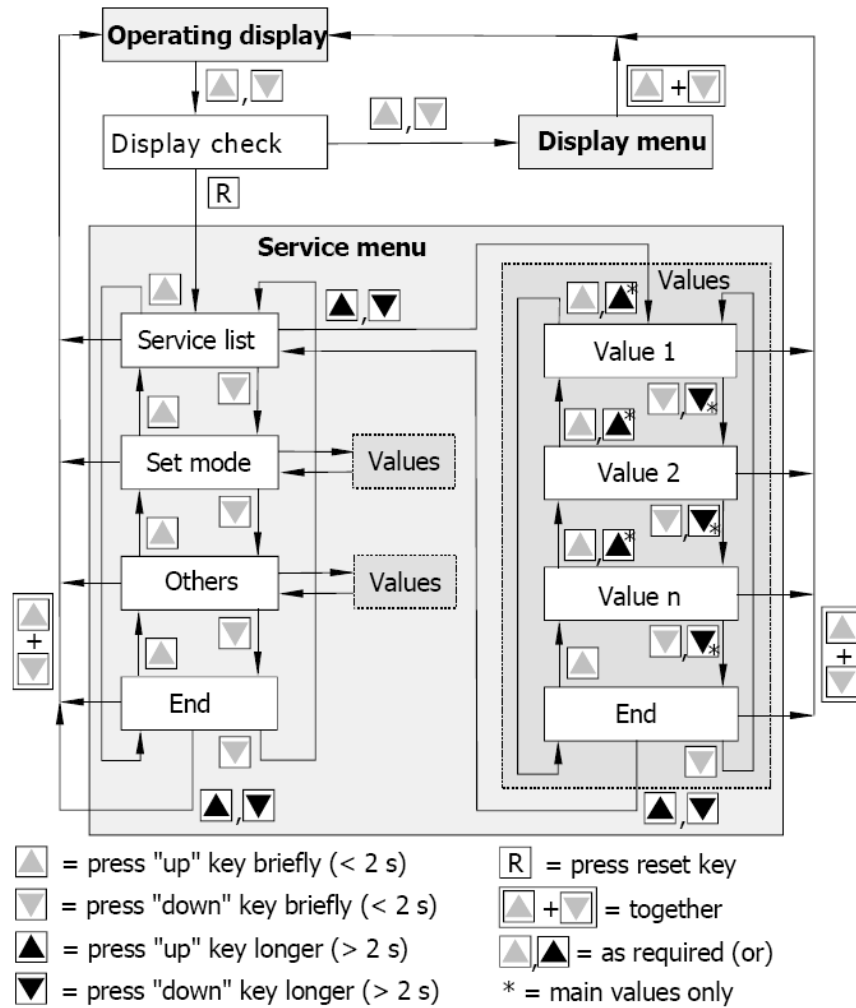 Operating display
,
+
,
Display check
Display menu
R
Service menu
Values
, *
,
Service list
Value 1
, *
, *
Set mode
Values
Value 2
, *
, *
Others
Values
Value n
+
, *
+
End
End
,
,
= press "up" key briefly (< 2 s)
R = press reset key
= press "down" key briefly (< 2 s)
+ = together
= press "up" key longer (> 2 s)
, = as required (or)
= press "down" key longer (> 2 s)
* = main values only